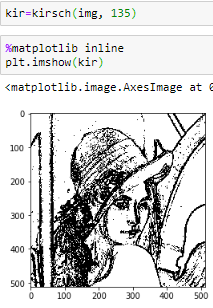 kir=kirsch(img, 135)
%matplotlib inline
plt.imshow(kir)
<matplotlib.image.AxesImage at 0
0
100
200
300
400
500
0 100 200 300 400 500